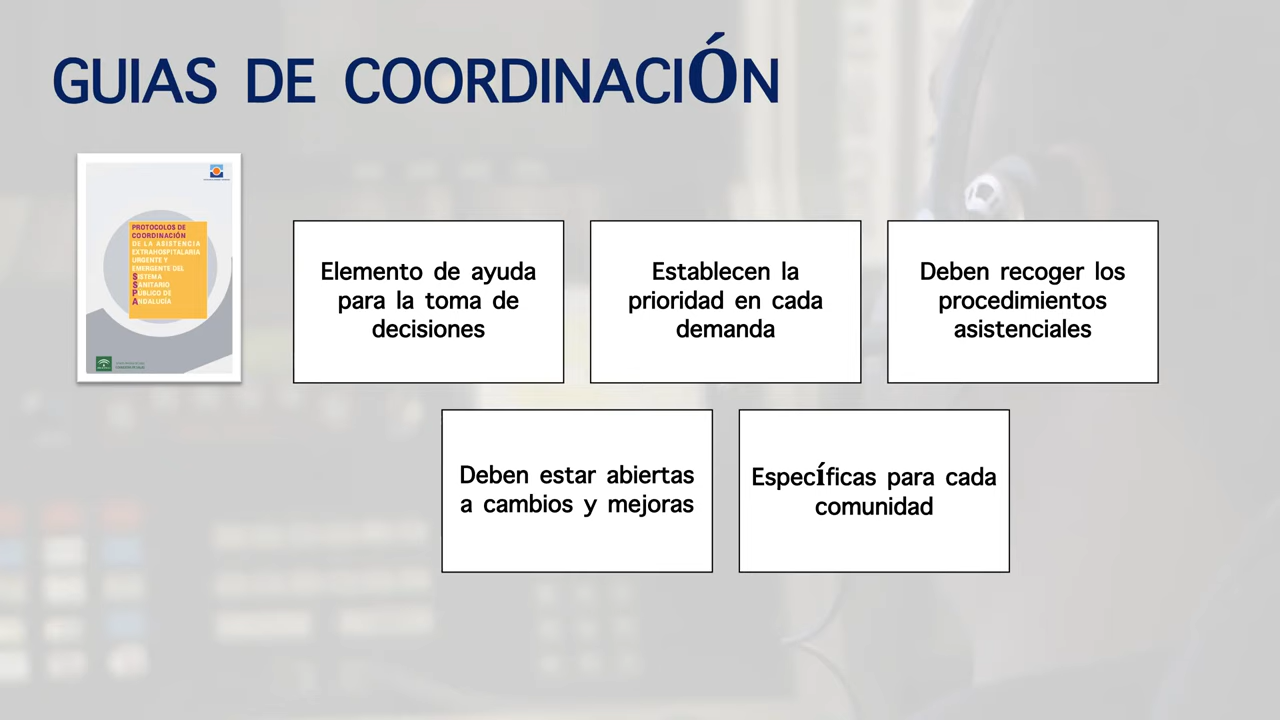 GUIAS DE COORDINACIÓN
PROTOCOLOS DE
COORDINACIÓN
DE LA ASISTENCIA
EXTRAHOSPITALARIA
URGENTE Y
EMERGENTE DEL
SISTEMA
SANITARIO
PÚBLICO DE
ANDALUCÍA
Elemento de ayuda
para la toma de
decisiones
Establecen la
prioridad en cada
demanda
Deben recoger los
procedimientos
asistenciales
Deben estar abiertas
a cambios y mejoras
Específicas para cada
comunidad